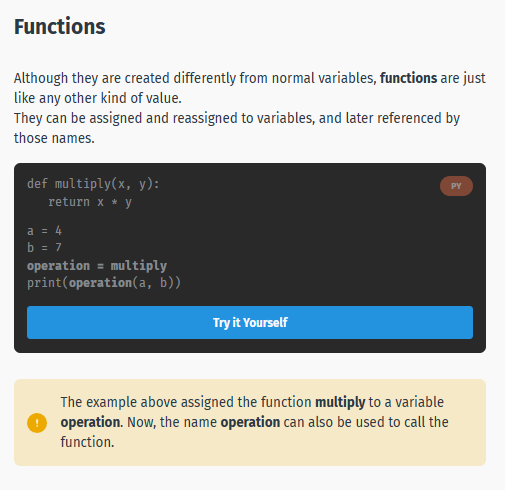 Functions
Although they are created differently from normal variables, functions are just
like any other kind of value.
They can be assigned and reassigned to variables, and later referenced by
those names.
def multiply(x, y):
PY
   return x * y
a = 4
b = 7
operation = multiply
print(operation(a, b))
Try it Yourself
The example above assigned the function multiply to a variable
operation. Now, the name operation can also be used to call the
function.
!